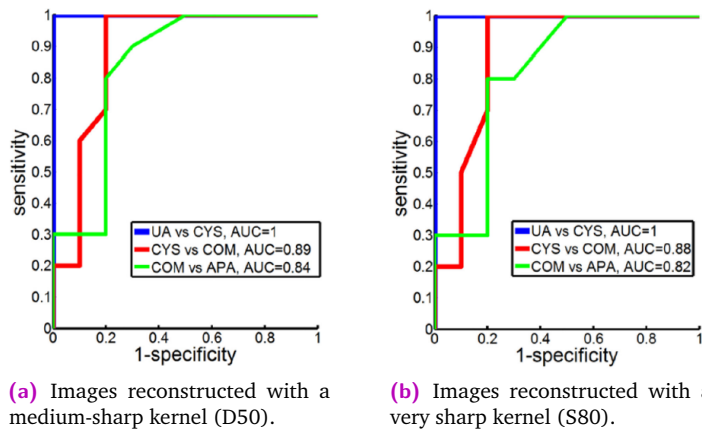 1
0.9
0.8
0.7
0.6
0.5
0.4
0.3
0.2
0.1
0
sensitivity
UA vs CYS, AUC=1
CYS vs COM, AUC=0.89
COM vs APA, AUC=0.84
0 0.2 0.4 0.6 0.8 1
1-specificity
(a) Images reconstructed with a
medium-sharp kernel (D50).
1
0.9
0.8
0.7
0.6
0.5
0.4
0.3
0.2
0.1
0
sensitivity
UA vs CYS, AUC=1
CYS vs COM, AUC=0.88
COM vs APA, AUC=0.82
0 0.2 0.4 0.6 0.8 1
1-specificity
(b) Images reconstructed with a
very sharp kernel (S80).